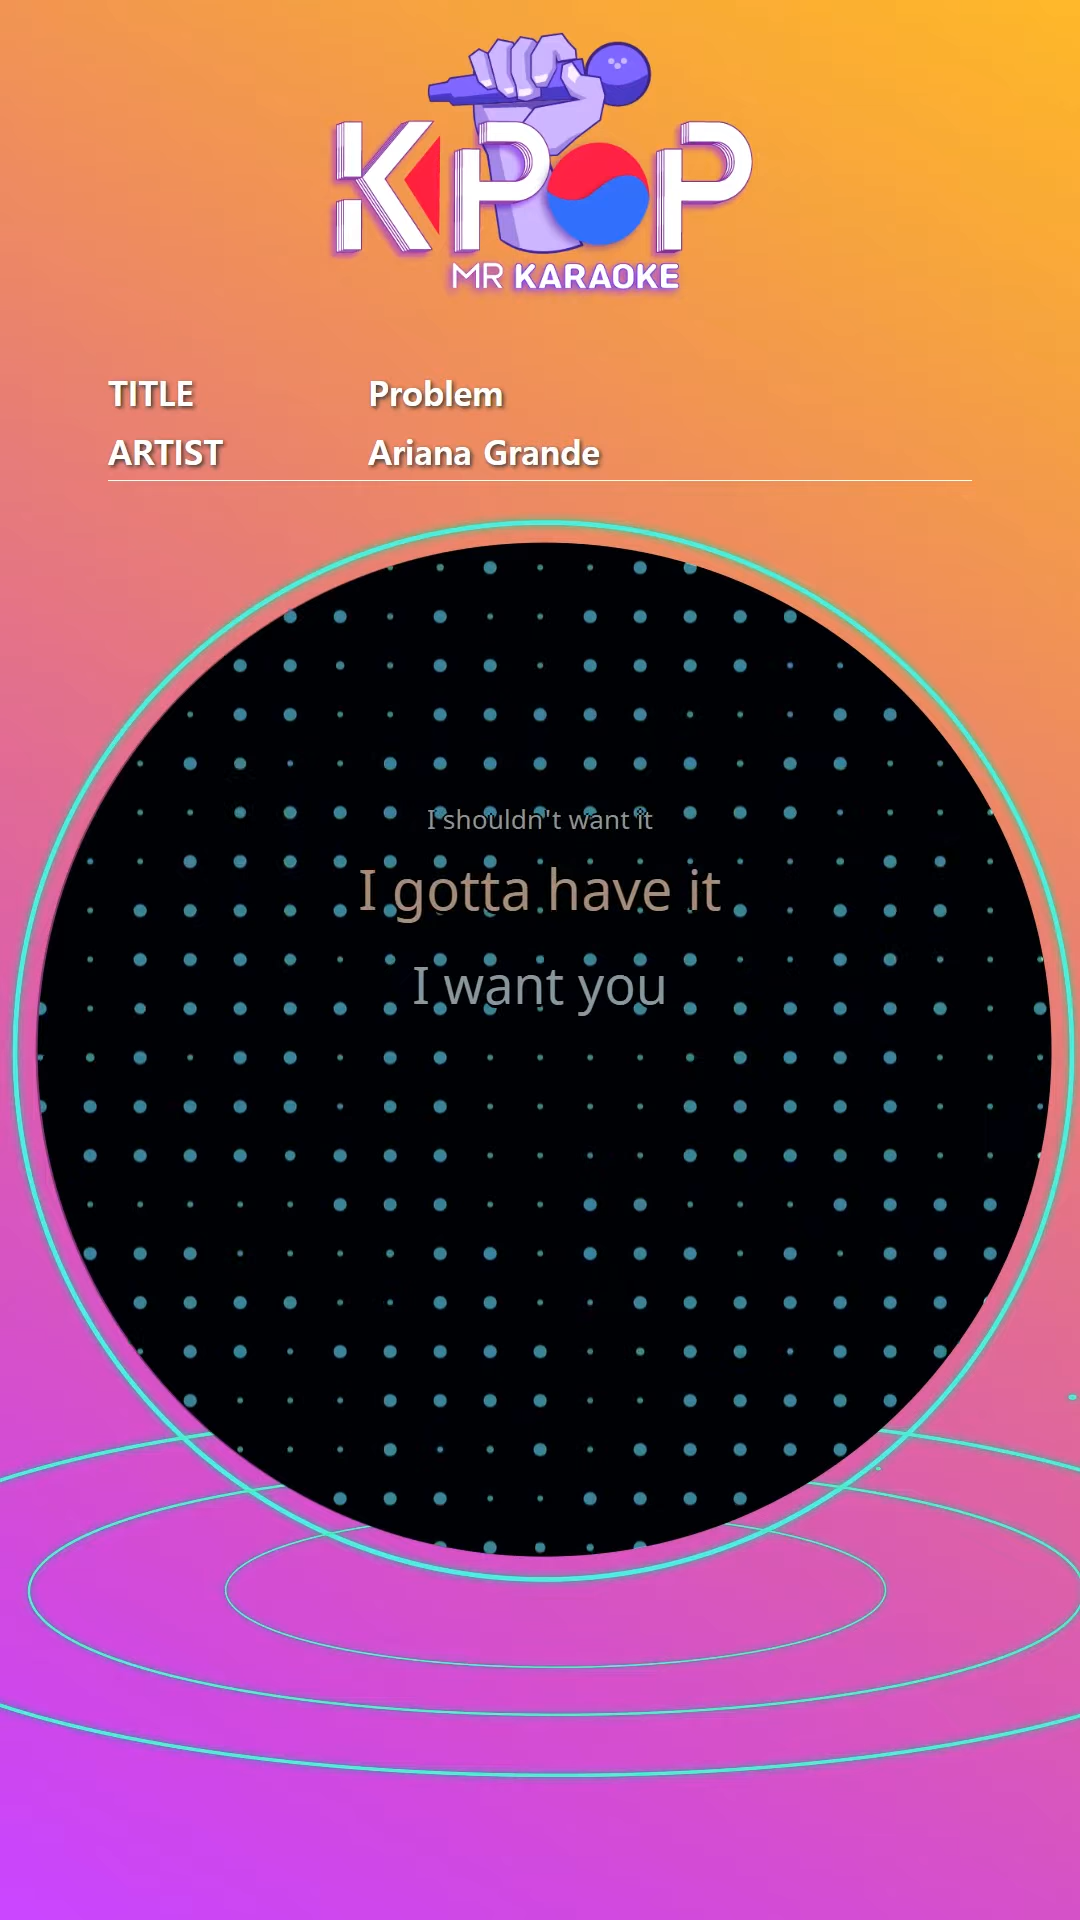 KPOP
MR KARAOKE
TITLE Problem
ARTIST Ariana Grande
I shouldn't want it
I gotta have it
I want you